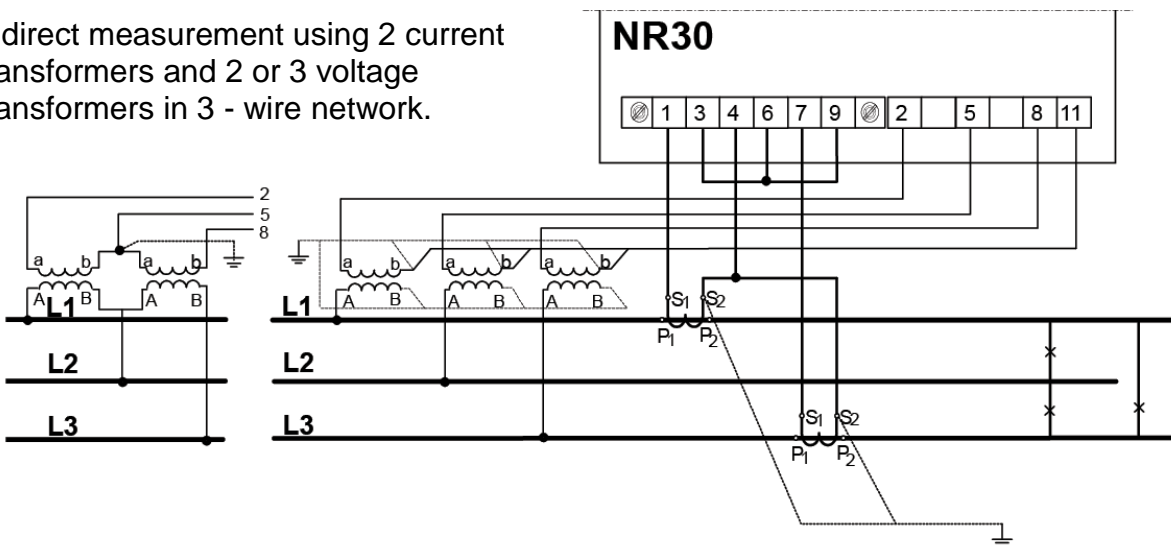 direct measurement using 2 current
ansformers and 2 or 3 voltage
ansformers in 3 - wire network.
NR30
1 3 4 6 7 9 2 5 8 11
2
5
8
a b a b
A B A B
L1
L2
L3
a b a b a b
A B A B A B
L1
L2
L3
S1 S2
P1 P2
S1 S2
P1 P2